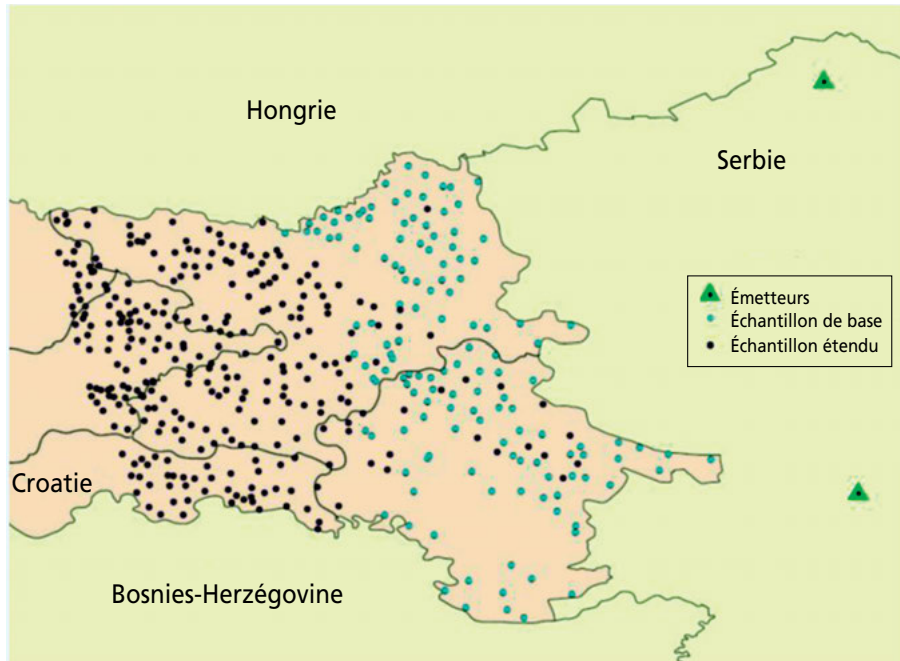 Hongrie
Serbie
Émetteurs
Échantillon de base
Échantillon étendu
Croatie
Bosnies-Herzégovine